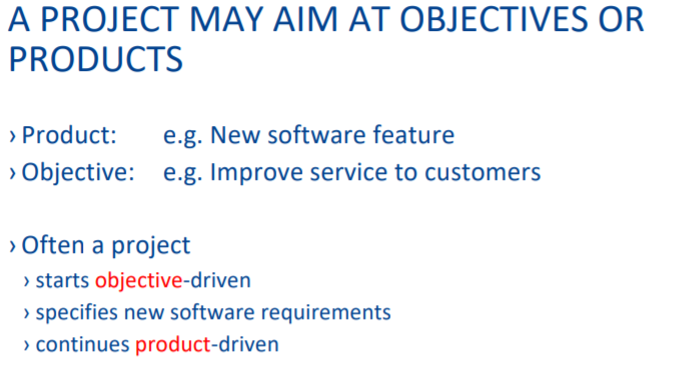 A PROJECT MAY AIM AT OBJECTIVES OR
PRODUCTS
› Product: e.g. New software feature
› Objective: e.g. Improve service to customers
› Often a project
› starts objective-driven
› specifies new software requirements
› continues product-driven